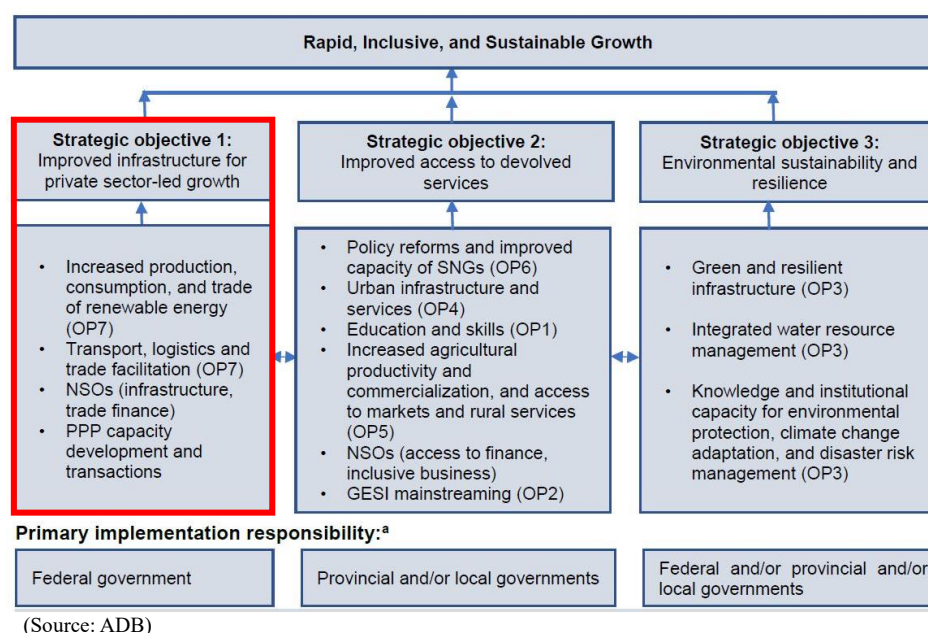 Rapid, Inclusive, and Sustainable Growth
Strategic objective 1:
Improved infrastructure for
private sector-led growth
Strategic objective 2:
Improved access to devolved
services
Strategic objective 3:
Environmental sustainability and
resilience
• Increased production,
consumption, and trade
of renewable energy
(OP7)
• Transport, logistics and
trade facilitation (OP7)
• NSOs (infrastructure,
trade finance)
• PPP capacity
development and
transactions
• Policy reforms and improved
capacity of SNGs (OP6)
• Urban infrastructure and
services (OP4)
• Education and skills (OP1)
• Increased agricultural
productivity and
commercialization, and access
to markets and rural services
(OP5)
• NSOs (access to finance,
inclusive business)
• GESI mainstreaming (OP2)
• Green and resilient
infrastructure (OP3)
• Integrated water resource
management (OP3)
• Knowledge and institutional
capacity for environmental
protection, climate change
adaptation, and disaster risk
management (OP3)
Primary implementation responsibility:ª
Federal government
Provincial and/or local governments
Federal and/or provincial and/or
local governments
(Source: ADB)